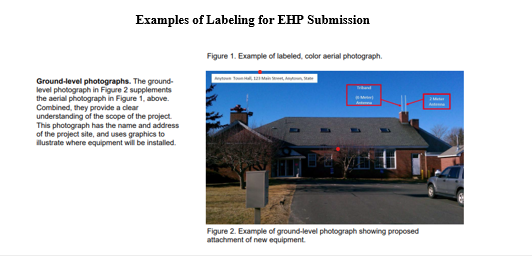 Examples of Labeling for EHP Submission
Figure 1. Example of labeled, color aerial photograph.
Ground-level photographs. The ground-
level photograph in Figure 2 supplements
the aerial photograph in Figure 1, above.
Combined, they provide a clear
understanding of the scope of the project.
This photograph has the name and address
of the project site, and uses graphics to
illustrate where equipment will be installed.
Anytown Town Hall, 123 Main Street, Anytown, State
(6 Meter)
Antenna
2 Meter
Antenna
Figure 2. Example of ground-level photograph showing proposed
attachment of new equipment.